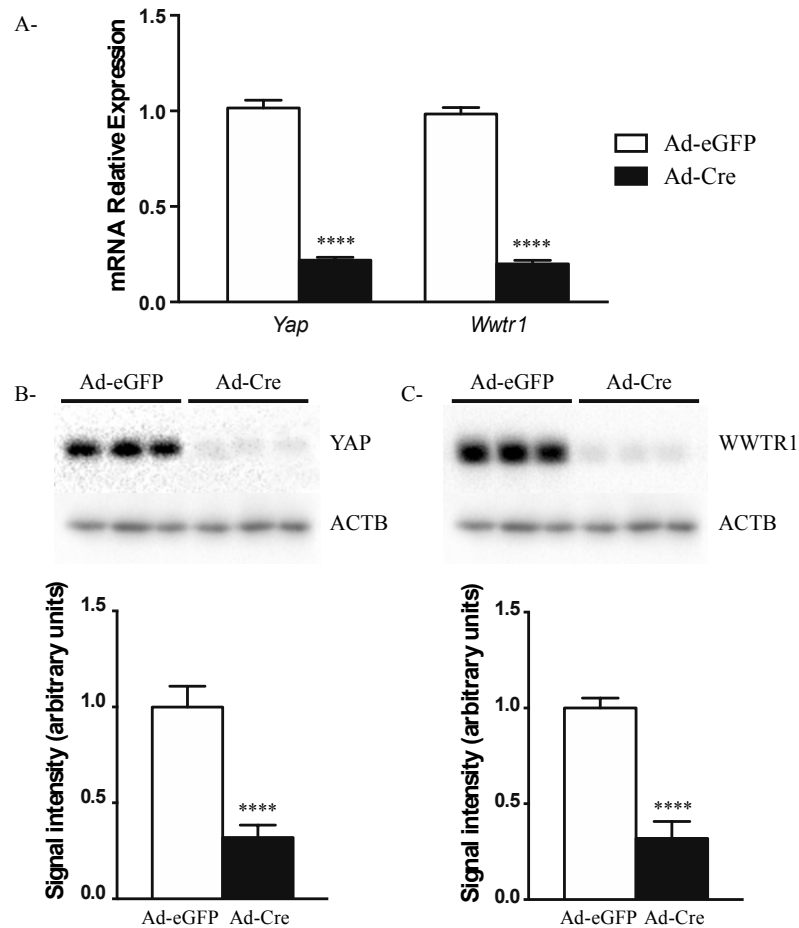 A-
mRNA Relative Expression
1.5
1.0
0.5
0.0
****
****
Yap
Wwtr1
Ad-eGFP
Ad-Cre
B-
Ad-eGFP
Ad-Cre
YAP
ACTB
Signal intensity (arbitrary units)
1.5
1.0
0.5
0.0
****
Ad-eGFP
Ad-Cre
C-
Ad-eGFP
Ad-Cre
WWTR1
ACTB
Signal intensity (arbitrary units)
1.5
1.0
0.5
0.0
****
Ad-eGFP
Ad-Cre